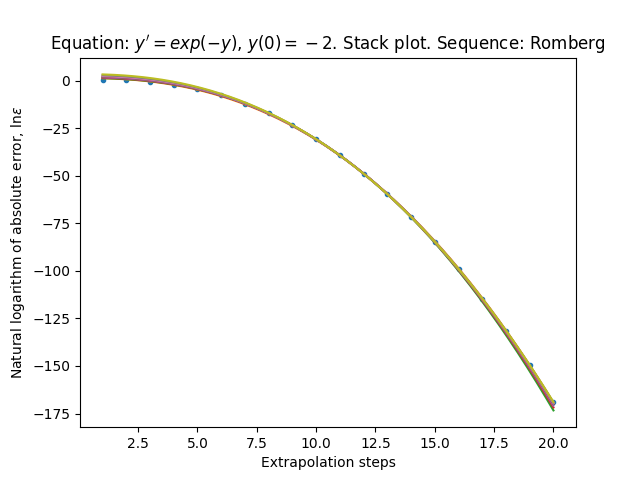 Equation: y′ = exp(−y), y(0) = −2. Stack plot. Sequence: Romberg
Natural logarithm of absolute error, lnε
0
−25
−50
−75
−100
−125
−150
−175
2.5 5.0 7.5 10.0 12.5 15.0 17.5 20.0
Extrapolation steps